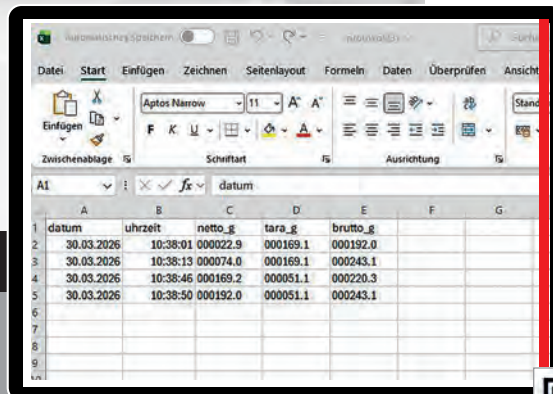 Automatisches Speichern
Datei Start Einfügen Zeichnen Seitenlayout Formeln Daten Überprüfen Ansicht
Einfügen Aptos Narrow 11 A A Stand
F K U A
Zwischenablage Schriftart Ausrichtung
A1 fx datum
A B C D E F G
1 datum uhrzeit netto_g tara_g brutto_g
2 30.03.2026 10:38:01 000022.9 000169.1 000192.0
3 30.03.2026 10:38:13 000074.0 000169.1 000243.1
4 30.03.2026 10:38:46 000169.2 000051.1 000220.3
5 30.03.2026 10:38:50 000192.0 000051.1 000243.1
6
7
8
9